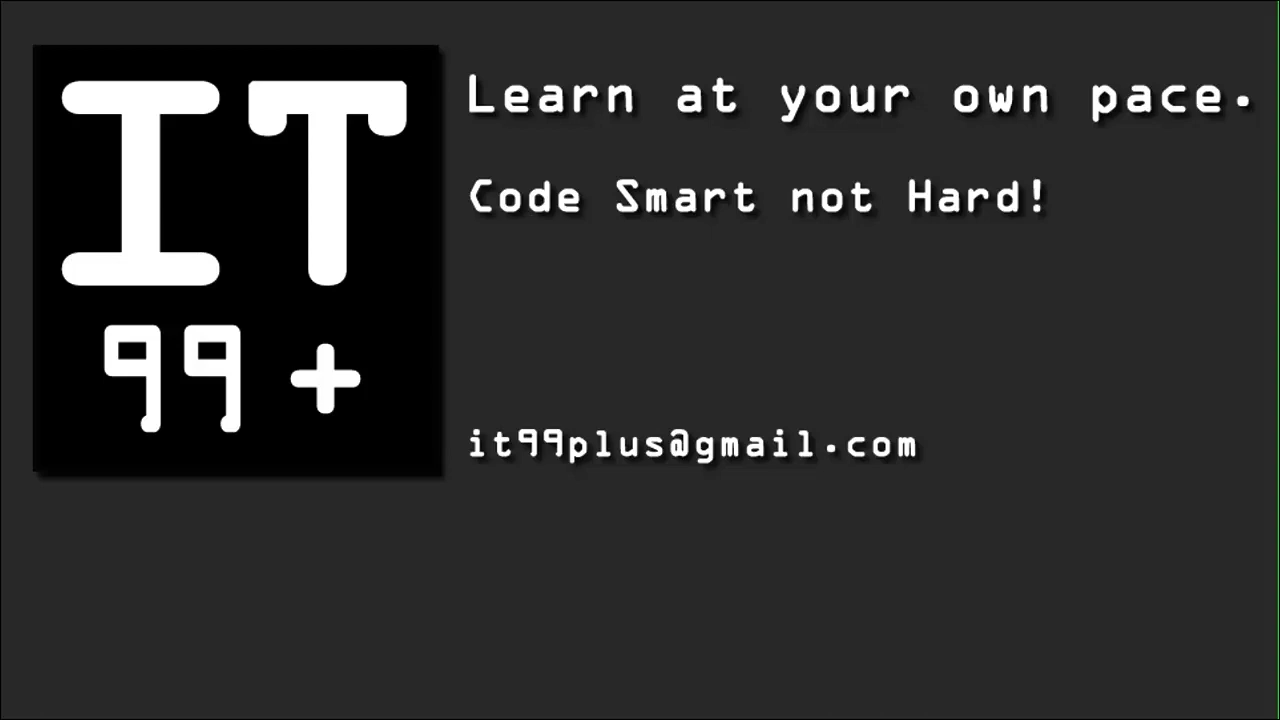 IT
99 +
Learn at your own pace.
Code Smart not Hard!
it99plus@gmail.com